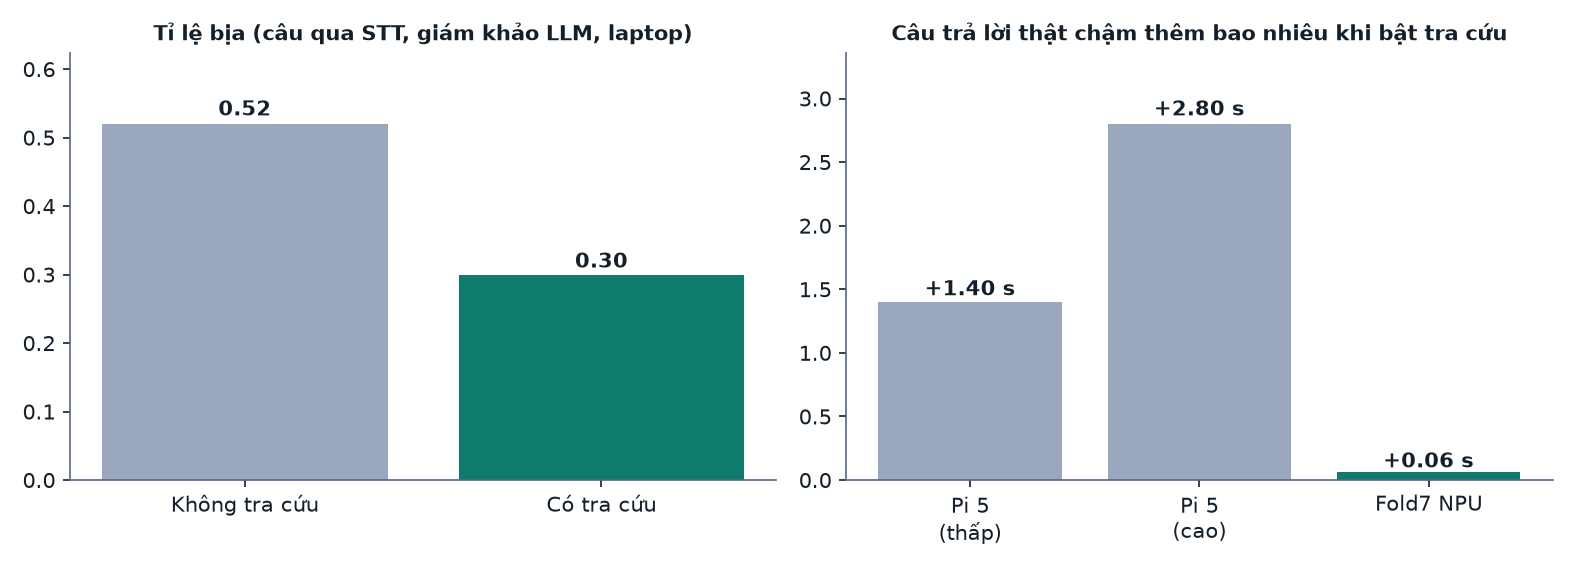 Tỉ lệ bịa (câu qua STT, giám khảo LLM, laptop)
0.6
0.5
0.4
0.3
0.2
0.1
0.0
0.52
0.30
Không tra cứu
Có tra cứu
Câu trả lời thật chậm thêm bao nhiêu khi bật tra cứu
3.0
2.5
2.0
1.5
1.0
0.5
0.0
+1.40 s
+2.80 s
+0.06 s
Pi 5
(thấp)
Pi 5
(cao)
Fold7 NPU